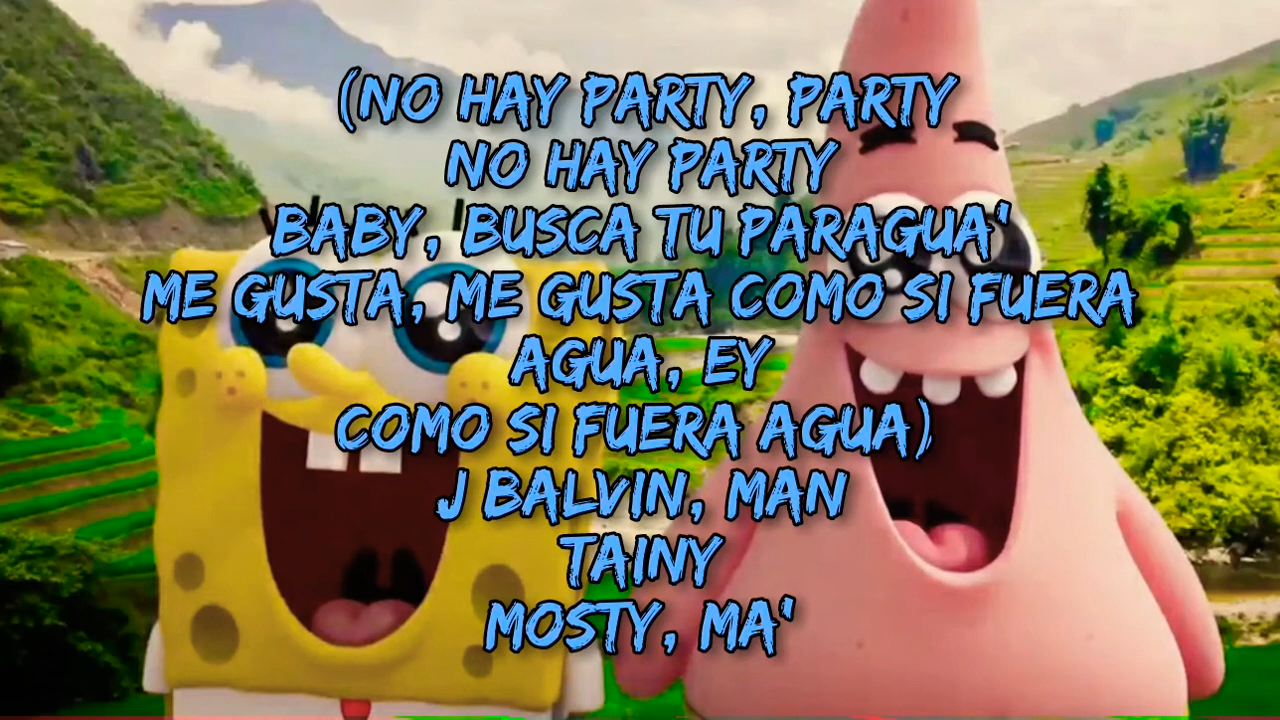 (NO HAY PARTY, PARTY
NO HAY PARTY
BABY, BUSCA TU PARAGUA'
ME GUSTA, ME GUSTA COMO SI FUERA
AGUA, EY
COMO SI FUERA AGUA)
J BALVIN, MAN
TAINY
MOSTY, MA'